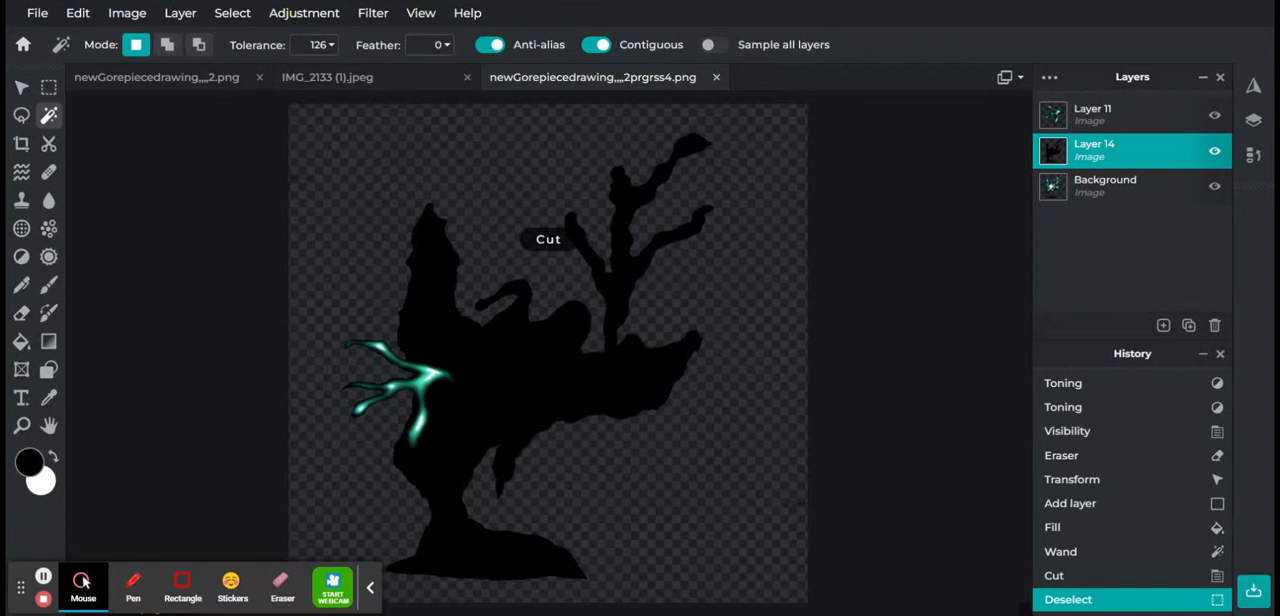 File Edit Image Layer Select Adjustment Filter View Help
Mode: Tolerance: 126 Feather: 0 Anti-alias Contiguous Sample all layers
newGorepiecedrawing,,,,2.png IMG_2133 (1).jpeg newGorepiecedrawing,,,,2prgrss4.png
Layers
Layer 11
Image
Layer 14
Image
Background
Image
Cut
History
Toning
Toning
Visibility
Eraser
Transform
Add layer
Fill
Wand
Cut
Deselect
T
START
WEBCAM
Mouse Pen Rectangle Stickers Eraser